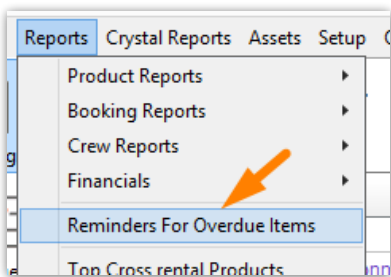 Reports Crystal Reports Assets Setup
Product Reports
Booking Reports
Crew Reports
Financials
Reminders For Overdue Items
Top Cross rental Products